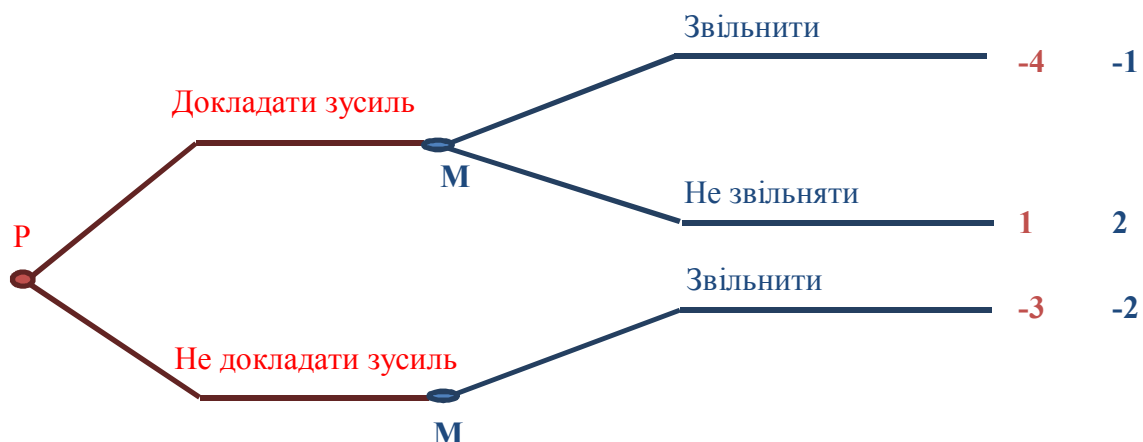 Звільнити
-4 -1
Докладати зусиль
М
Не звільняти
Р
1 2
Звільнити
-3 -2
Не докладати зусиль
М